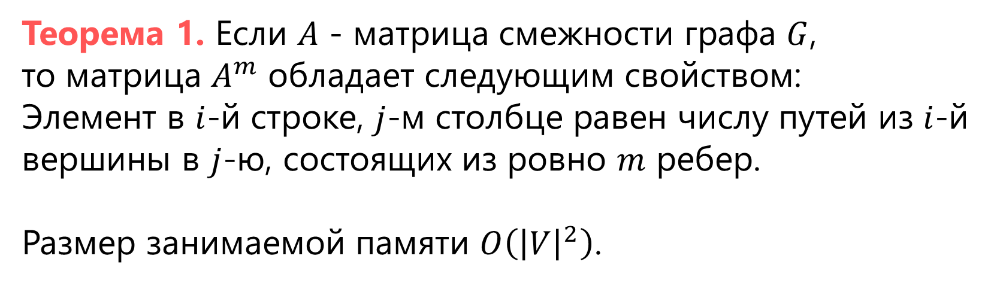 Теорема 1. Если A - матрица смежности графа G,
то матрица Aᵐ обладает следующим свойством:
Элемент в i-й строке, j-м столбце равен числу путей из i-й
вершины в j-ю, состоящих из ровно m ребер.
Размер занимаемой памяти O(|V|²).